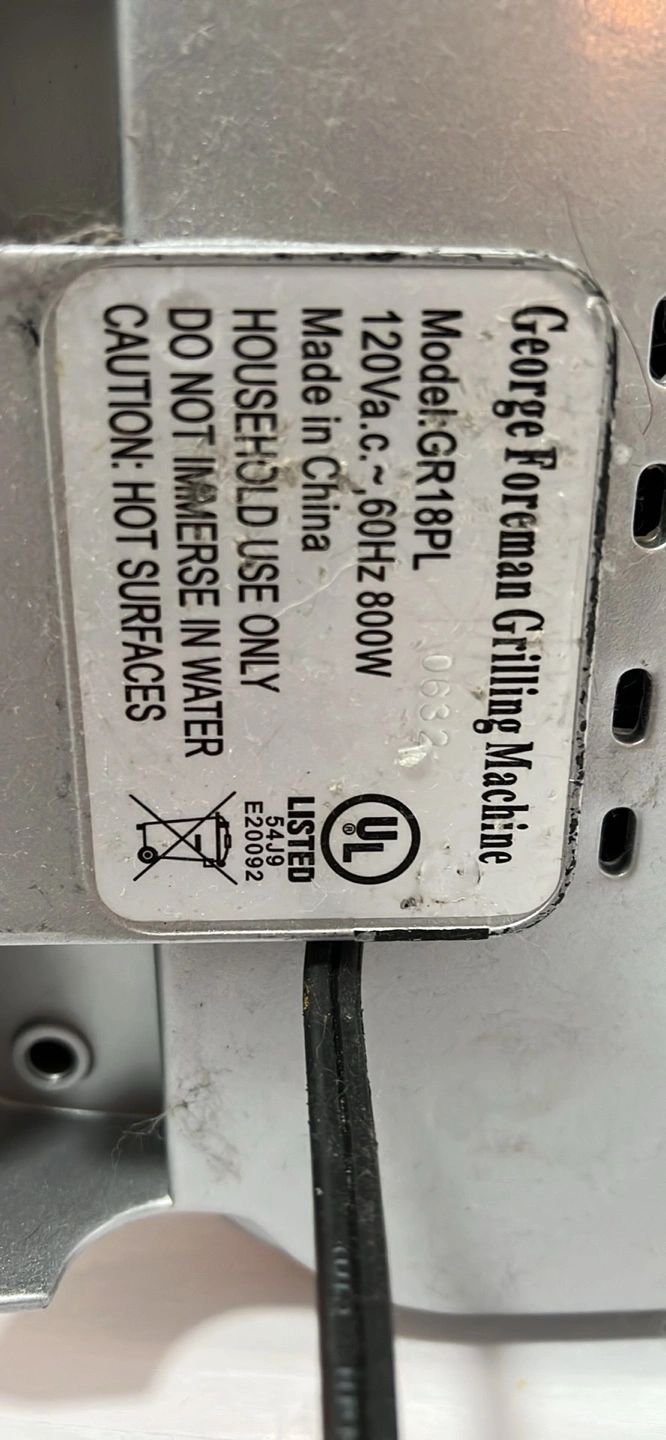 George Foreman Grilling Machine
Model:GR18PL
0632
120Va.c.~,60Hz 800W
Made in China
HOUSEHOLD USE ONLY
DO NOT IMMERSE IN WATER
CAUTION: HOT SURFACES
UL
®
LISTED
54J9
E20092